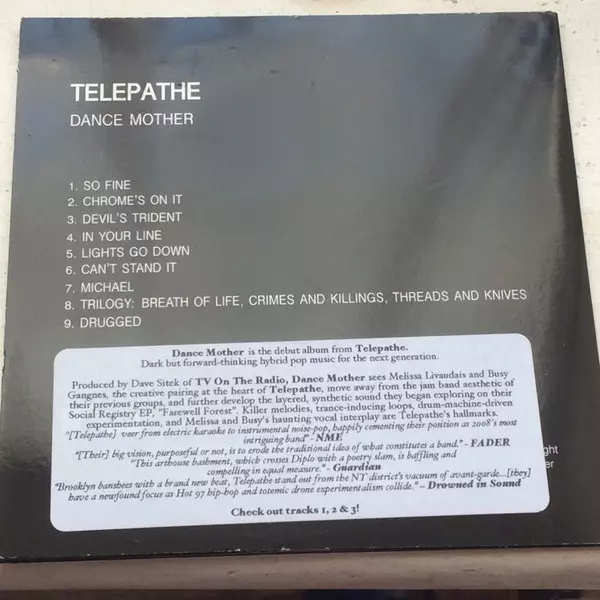 TELEPATHE
DANCE MOTHER
1. SO FINE
2. CHROME'S ON IT
3. DEVIL'S TRIDENT
4. IN YOUR LINE
5. LIGHTS GO DOWN
6. CAN'T STAND IT
7. MICHAEL
8. TRILOGY: BREATH OF LIFE, CRIMES AND KILLINGS, THREADS AND KNIVES
9. DRUGGED
Dance Mother is the debut album from Telepathe.
Dark but forward-thinking hybrid pop music for the next generation.
Produced by Dave Sitek of TV On The Radio, Dance Mother sees Melissa Livaudais and Busy
Gangnes, the creative pairing at the heart of Telepathe, move away from the jam band aesthetic of
their previous groups, and further develop the layered, synthetic sound they began exploring on their
Social Registry EP, "Farewell Forest". Killer melodies, trance-inducing loops, drum-machine-driven
experimentation, and Melissa and Busy's haunting vocal interplay are Telepathe's hallmarks.
"[Telepathe] veer from electric karaoke to instrumental noise-pop, happily cementing their position as 2008's most
intriguing band" - NME
"[Their] big vision, purposeful or not, is to erode the traditional idea of what constitutes a band." - FADER
"This arthouse bashment, which crosses Diplo with a poetry slam, is baffling and
compelling in equal measure." - Guardian
"Brooklyn banshees with a brand new beat, Telepathe stand out from the NY district's vacuum of avant-garde...[they]
have a newfound focus as Hot 97 hip-hop and totemic drone experimentalism collide." - Drowned in Sound
Check out tracks 1, 2 & 3!